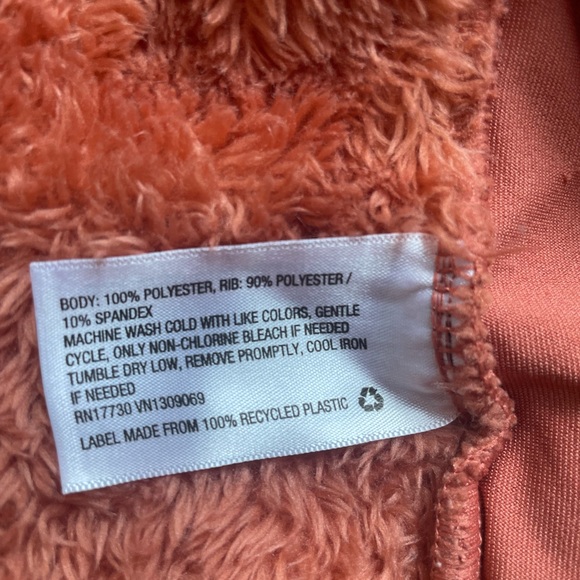 BODY: 100% POLYESTER, RIB: 90% POLYESTER /
10% SPANDEX
MACHINE WASH COLD WITH LIKE COLORS, GENTLE
CYCLE, ONLY NON-CHLORINE BLEACH IF NEEDED
TUMBLE DRY LOW, REMOVE PROMPTLY, COOL IRON
IF NEEDED
RN17730 VN1309069
LABEL MADE FROM 100% RECYCLED PLASTIC